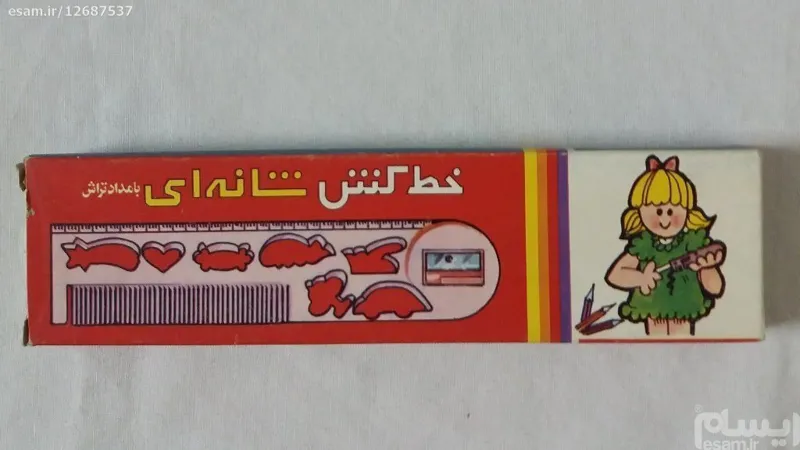 esam.ir/12687537
خط کش شانه‌ای با مداد تراش
ایسام
esam.ir